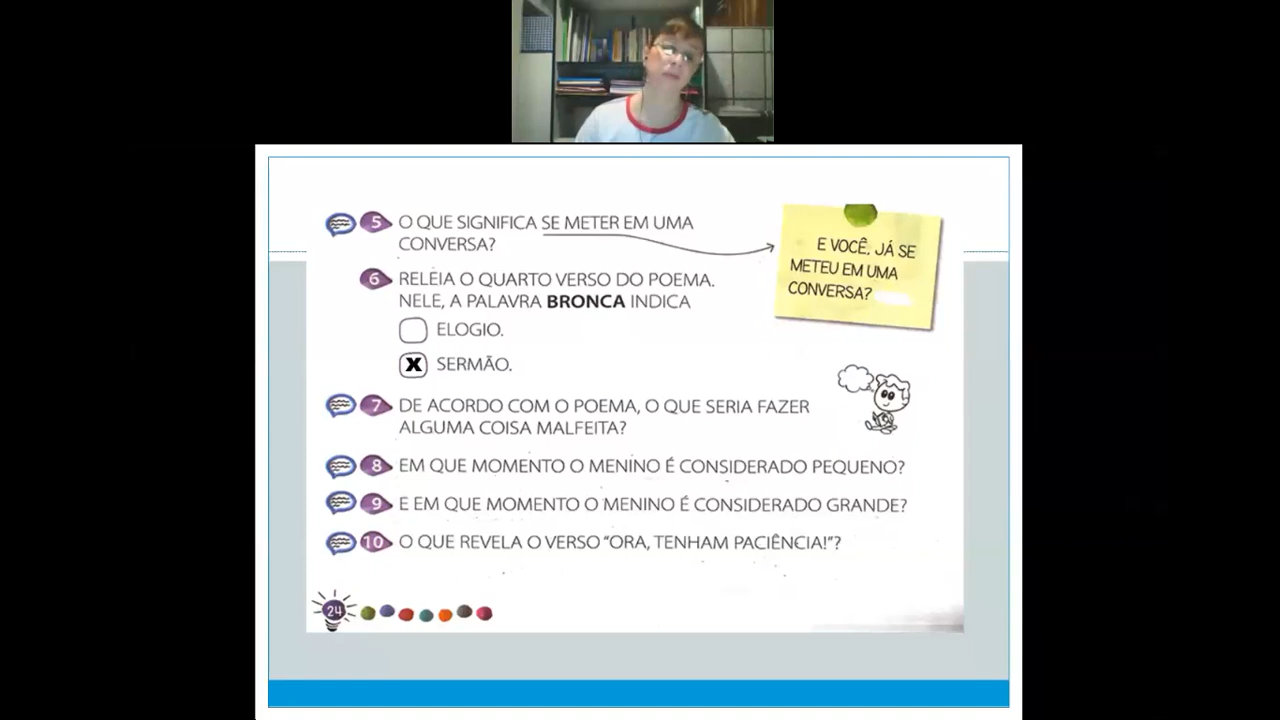 5 O QUE SIGNIFICA SE METER EM UMA
CONVERSA?
E VOCÊ, JÁ SE
METEU EM UMA
CONVERSA?
6 RELEIA O QUARTO VERSO DO POEMA.
NELE, A PALAVRA BRONCA INDICA
ELOGIO.
X SERMÃO.
7 DE ACORDO COM O POEMA, O QUE SERIA FAZER
ALGUMA COISA MALFEITA?
8 EM QUE MOMENTO O MENINO É CONSIDERADO PEQUENO?
9 E EM QUE MOMENTO O MENINO É CONSIDERADO GRANDE?
10 O QUE REVELA O VERSO “ORA, TENHAM PACIÊNCIA!”?
24